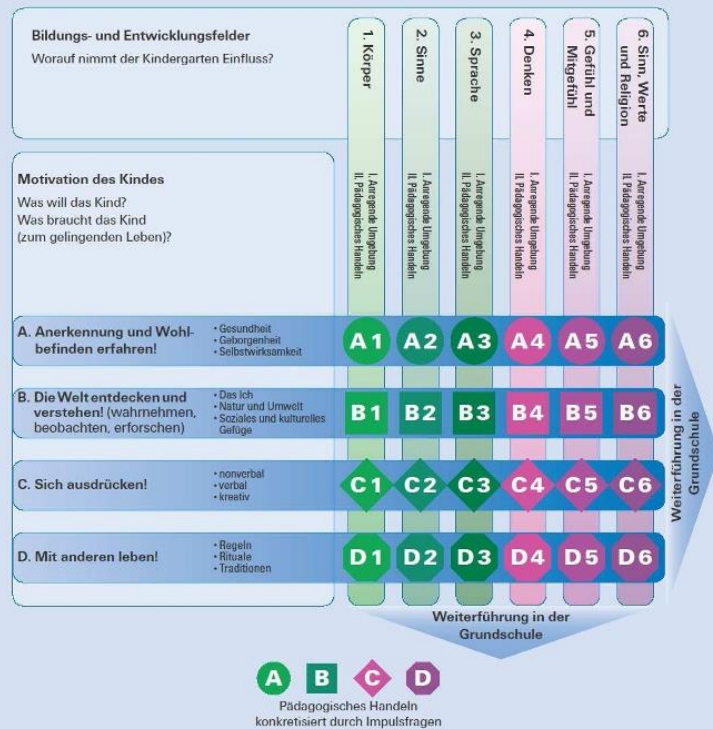 Bildungs- und Entwicklungsfelder
Worauf nimmt der Kindergarten Einfluss?
1. Körper
2. Sinne
3. Sprache
4. Denken
5. Gefühl und
Mitgefühl
6. Sinn, Werte
und Religion
Motivation des Kindes
Was will das Kind?
Was braucht das Kind
(zum gelingenden Leben)?
I. Anregende Umgebung
II. Pädagogisches Handeln
I. Anregende Umgebung
II. Pädagogisches Handeln
I. Anregende Umgebung
II. Pädagogisches Handeln
I. Anregende Umgebung
II. Pädagogisches Handeln
I. Anregende Umgebung
II. Pädagogisches Handeln
I. Anregende Umgebung
II. Pädagogisches Handeln
A. Anerkennung und Wohl-
befinden erfahren!
• Gesundheit
• Geborgenheit
• Selbstwirksamkeit
A1 A2 A3 A4 A5 A6
B. Die Welt entdecken und
verstehen! (wahrnehmen,
beobachten, erforschen)
• Das Ich
• Natur und Umwelt
• Soziales und kulturelles
Gefüge
B1 B2 B3 B4 B5 B6
C. Sich ausdrücken!
• nonverbal
• verbal
• kreativ
C1 C2 C3 C4 C5 C6
D. Mit anderen leben!
• Regeln
• Rituale
• Traditionen
D1 D2 D3 D4 D5 D6
Weiterführung in der
Grundschule
Weiterführung in der
Grundschule
A B C D
Pädagogisches Handeln
konkretisiert durch Impulsfragen